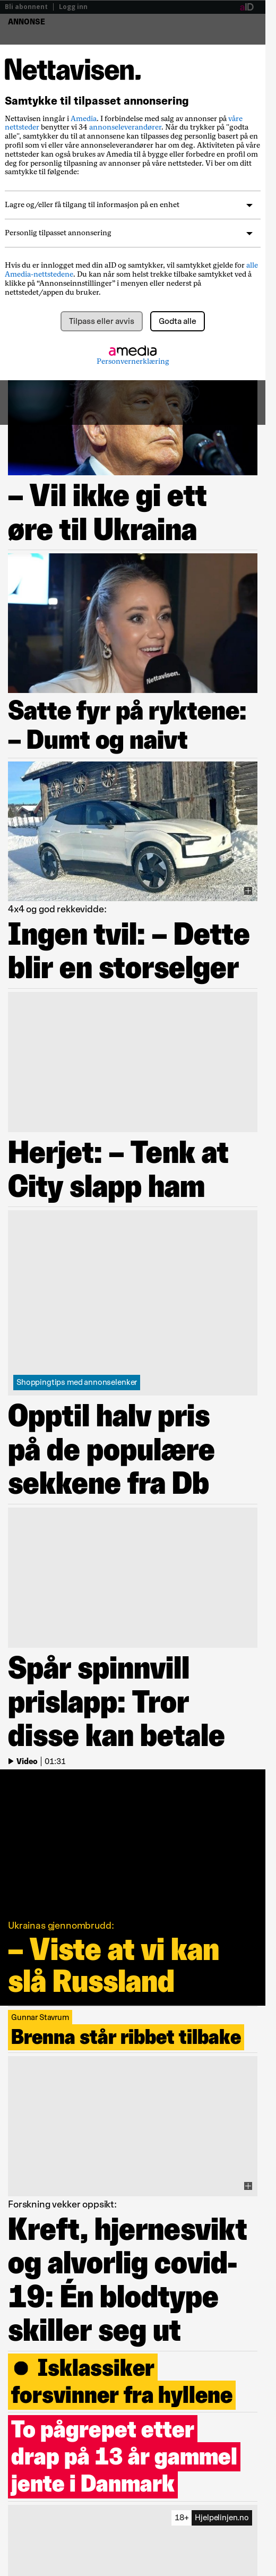 Bli abonnent | Logg inn
aID
ANNONSE
Nettavisen.
Samtykke til tilpasset annonsering
Nettavisen inngår i Amedia. I forbindelse med salg av annonser på våre
nettsteder benytter vi 34 annonseleverandører. Når du trykker på "godta
alle", samtykker du til at annonsene kan tilpasses deg personlig basert på en
profil som vi eller våre annonseleverandører har om deg. Aktiviteten på våre
nettsteder kan også brukes av Amedia til å bygge eller forbedre en profil om
deg for personlig tilpasning av annonser på våre nettsteder. Vi ber om ditt
samtykke til følgende:
Lagre og/eller få tilgang til informasjon på en enhet
Personlig tilpasset annonsering
Hvis du er innlogget med din aID og samtykker, vil samtykket gjelde for alle
Amedia-nettstedene. Du kan når som helst trekke tilbake samtykket ved å
klikke på “Annonseinnstillinger” i menyen eller nederst på
nettstedet/appen du bruker.
Tilpass eller avvis
Godta alle
amedia
Personvernerklæring
– Vil ikke gi ett
øre til Ukraina
Nettavisen.
Satte fyr på ryktene:
– Dumt og naivt
4x4 og god rekkevidde:
Ingen tvil: – Dette
blir en storselger
Herjet: – Tenk at
City slapp ham
Shoppingtips med annonselenker
Opptil halv pris
på de populære
sekkene fra Db
Spår spinnvill
prislapp: Tror
disse kan betale
Video | 01:31
Ukrainas gjennombrudd:
– Viste at vi kan
slå Russland
Gunnar Stavrum
Brenna står ribbet tilbake
Forskning vekker oppsikt:
Kreft, hjernesvikt
og alvorlig covid-
19: Én blodtype
skiller seg ut
● Isklassiker
forsvinner fra hyllene
To pågrepet etter
drap på 13 år gammel
jente i Danmark
18+ Hjelpelinjen.no